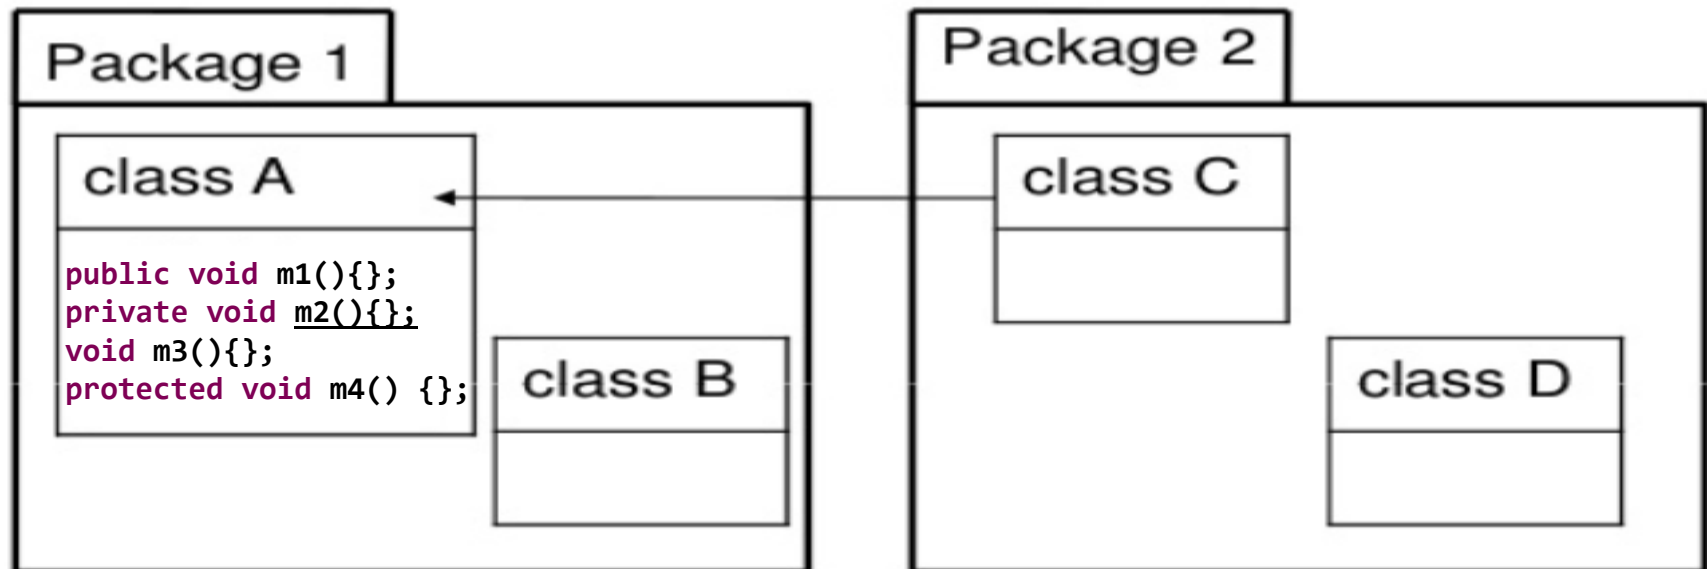 Package 1
class A
public void m1(){};
private void m2(){};
void m3(){};
protected void m4() {};
class B
Package 2
class C
class D